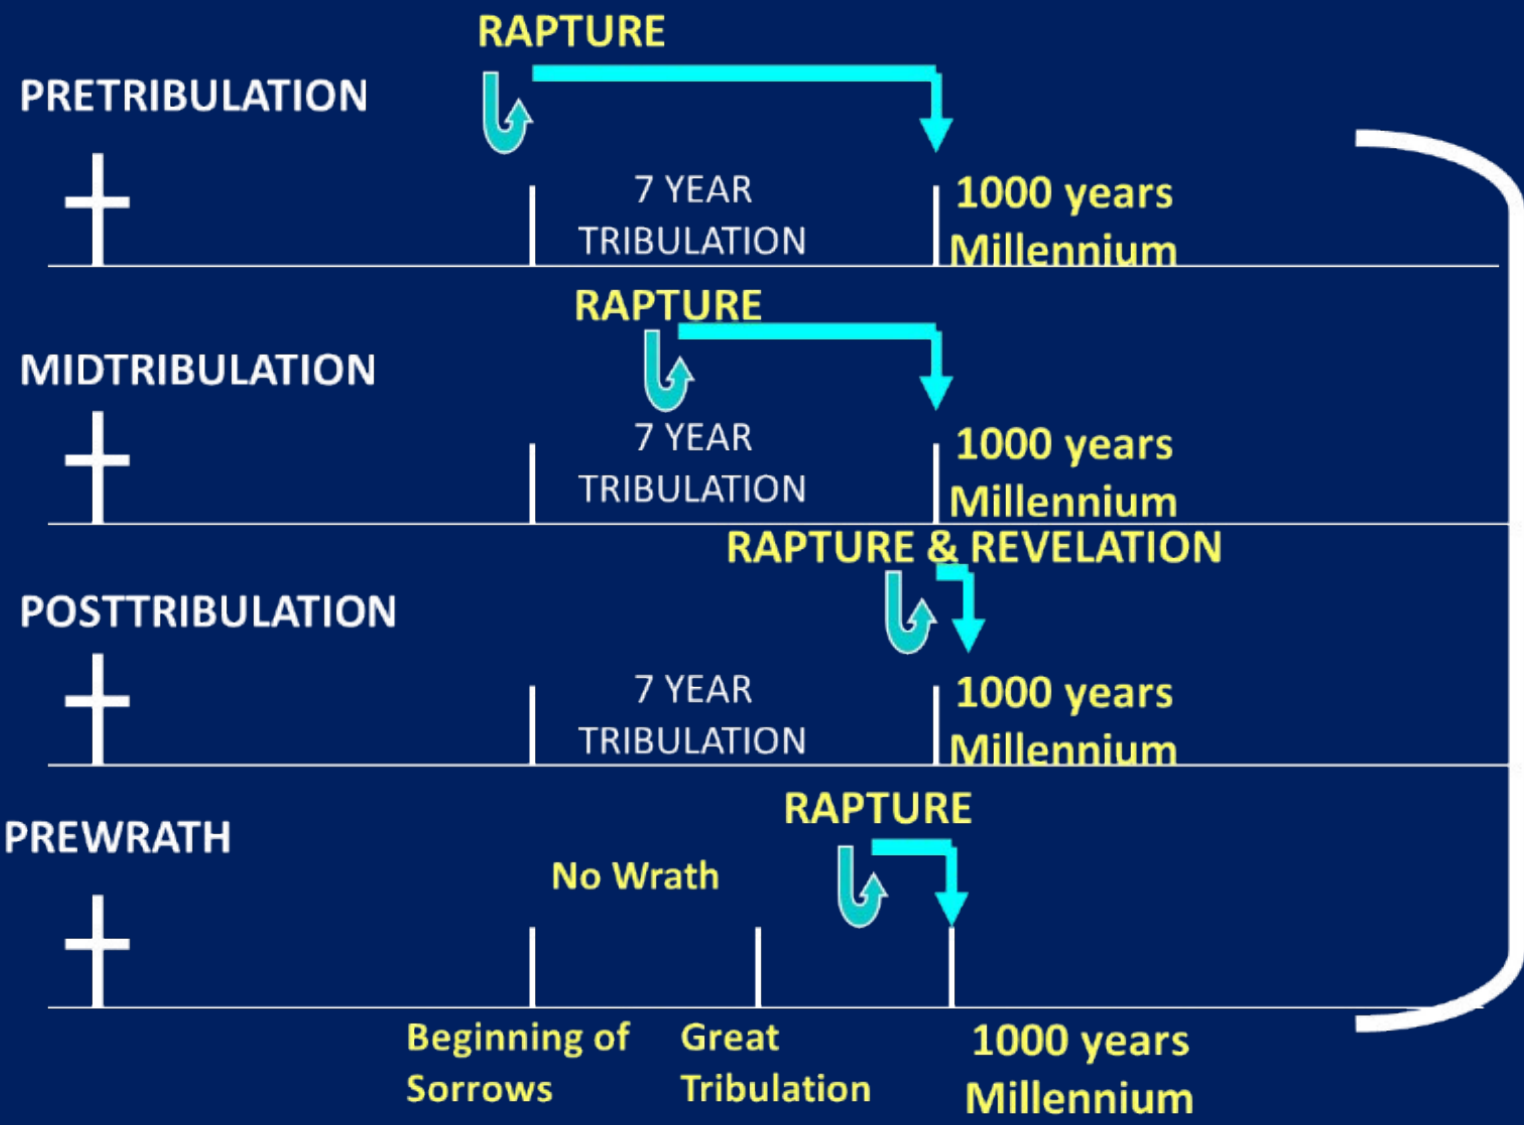 RAPTURE
PRETRIBULATION
7 YEAR
TRIBULATION
1000 years
Millennium
RAPTURE
MIDTRIBULATION
7 YEAR
TRIBULATION
1000 years
Millennium
RAPTURE & REVELATION
POSTTRIBULATION
7 YEAR
TRIBULATION
1000 years
Millennium
RAPTURE
PREWRATH
No Wrath
Beginning of
Sorrows
Great
Tribulation
1000 years
Millennium